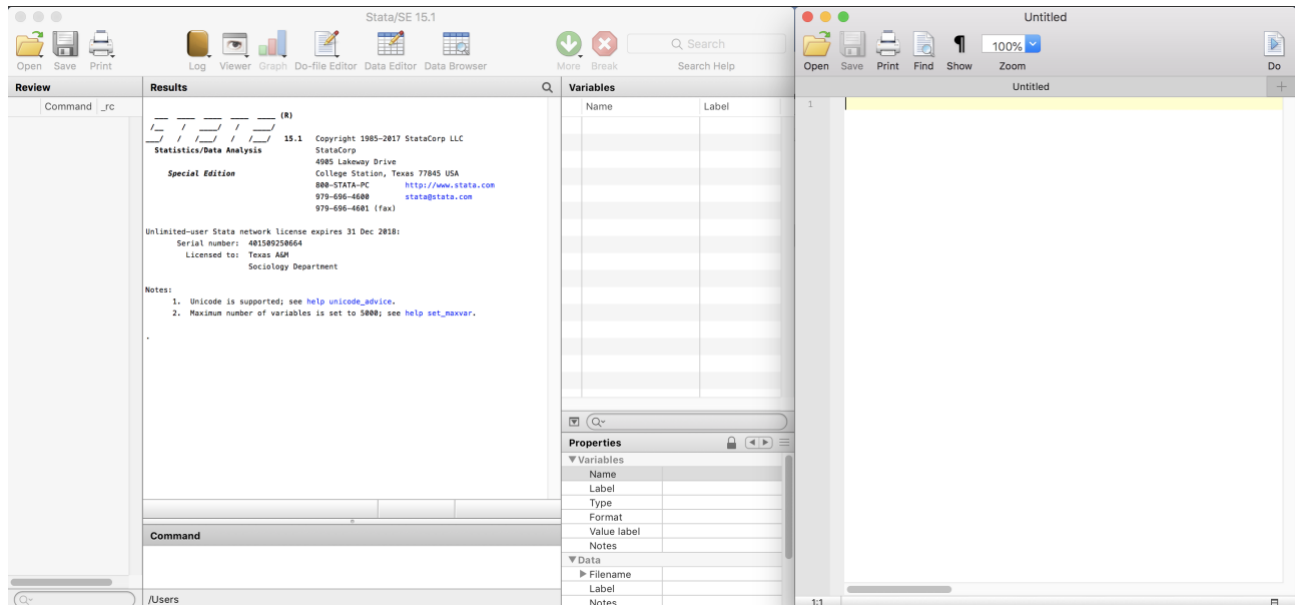 Stata/SE 15.1
Open Save Print Log Viewer Graph Do-file Editor Data Editor Data Browser More Break Search Search Help
Review
Command _rc
Results
(R)
15.1 Copyright 1985-2017 StataCorp LLC
Statistics/Data Analysis StataCorp
4905 Lakeway Drive
Special Edition College Station, Texas 77845 USA
800-STATA-PC http://www.stata.com
979-696-4600 stata@stata.com
979-696-4601 (fax)
Unlimited-user Stata network license expires 31 Dec 2018:
Serial number: 401509250664
Licensed to: Texas A&M
Sociology Department
Notes:
1. Unicode is supported; see help unicode_advice.
2. Maximum number of variables is set to 5000; see help set_maxvar.
.
Command
/Users
Variables
Name Label
Properties
Variables
Name
Label
Type
Format
Value label
Notes
Data
Filename
Label
Notes
Untitled
Open Save Print Find Show 100% Zoom Do
Untitled
1
1:1